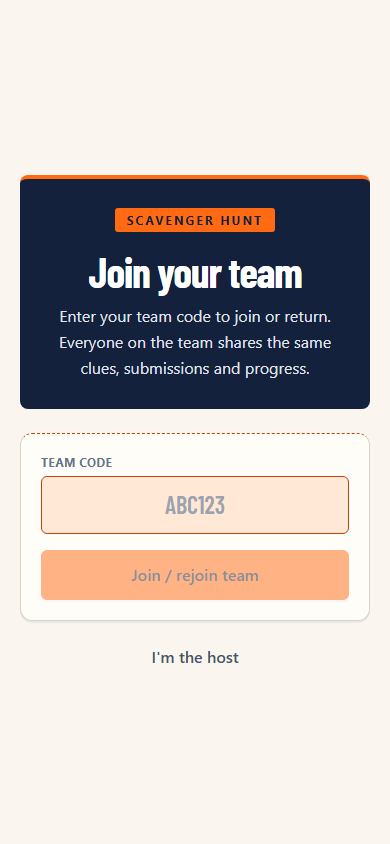 SCAVENGER HUNT
Join your team
Enter your team code to join or return.
Everyone on the team shares the same
clues, submissions and progress.
TEAM CODE
ABC123
Join / rejoin team
I'm the host